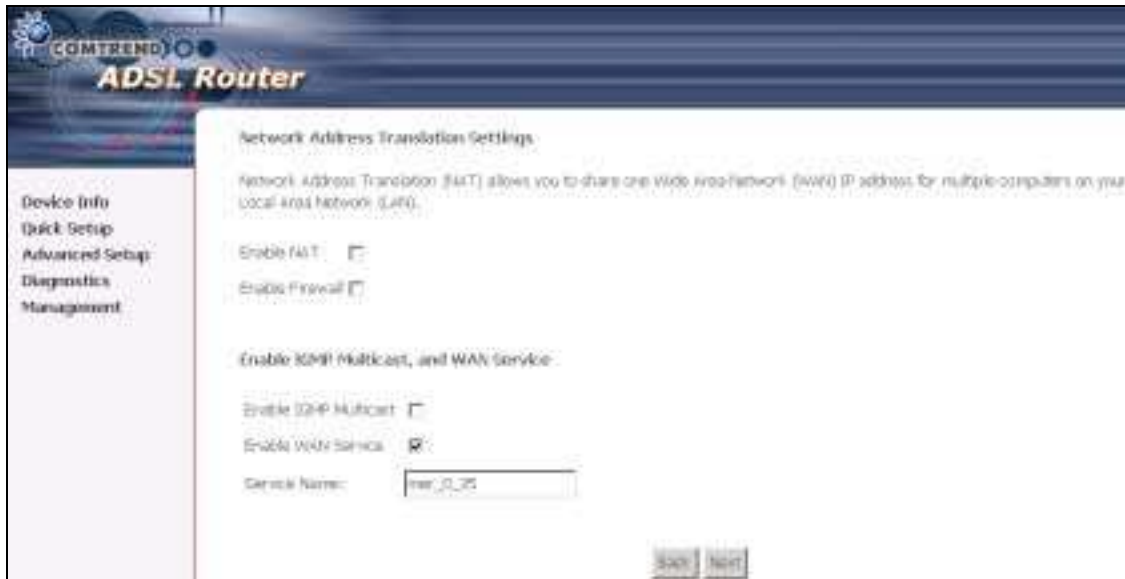 COMTREND
ADSL Router
Device Info
Quick Setup
Advanced Setup
Diagnostics
Management
Network Address Translation Settings
Network Address Translation (NAT) allows you to share one Wide Area Network (WAN) IP address for multiple computers on your
Local Area Network (LAN).
Enable NAT
Enable Firewall
Enable IGMP Multicast, and WAN Service
Enable IGMP Multicast
Enable WAN Service
Service Name:
mer_0_35
Back Next